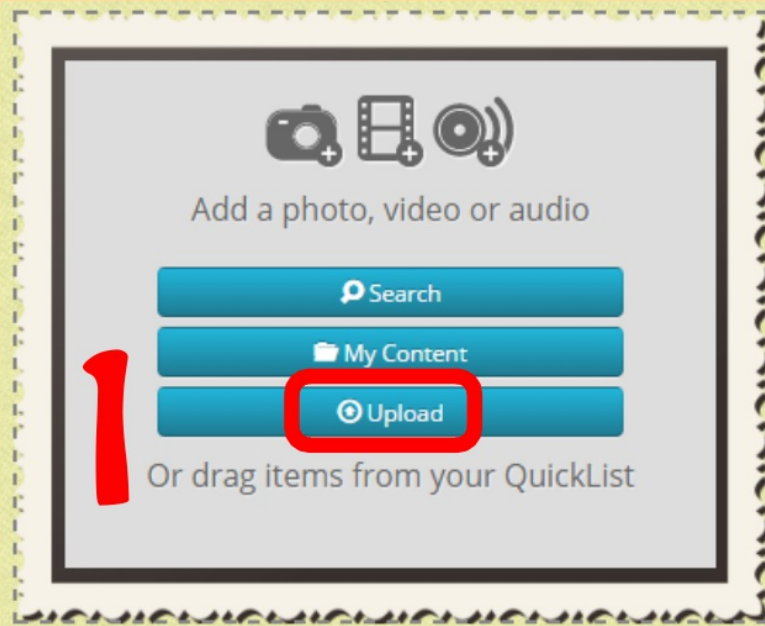 Add a photo, video or audio
Search
My Content
1
Upload
Or drag items from your QuickList